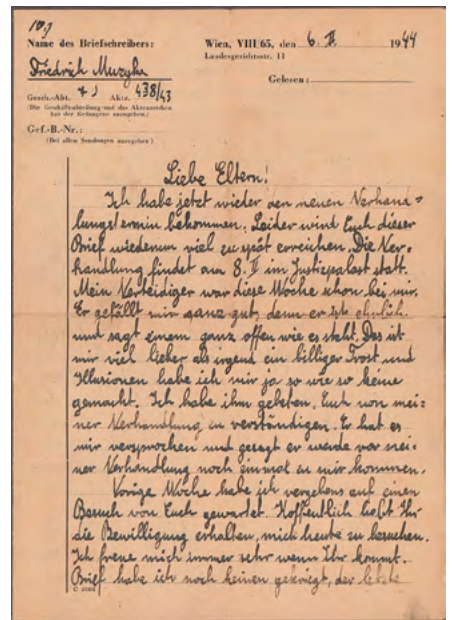 10.)
Name des Briefschreibers:
Wien, VIII/65, den 6. II. 1944
Landesgerichtsstr. 11
Friedrich Muzyka
Gelesen:
Gesch.-Abt. Aktz. 438/43
(Die Geschäftsabteilung und das Aktenzeichen
hat der Gefangene anzugeben.)
Gef.-B.-Nr.:
(Bei allen Sendungen anzugeben)
Liebe Eltern!
Ich habe jetzt wieder den neuen Verhand=
lungstermin bekommen. Leider wird Euch dieser
Brief wiederum viel zu spät erreichen. Die Ver-
handlung findet am 8. II im Justizpalast statt.
Mein Verteidiger war diese Woche schon bei mir.
Er gefällt mir ganz gut, denn er ist ehrlich
und sagt einem ganz offen wie es steht. Das ist
mir viel lieber als irgend ein billiger Trost und
Illusionen habe ich mir ja so wie so keine
gemacht. Ich habe ihm gebeten, Euch von mei=
ner Verhandlung zu verständigen. Er hat es
mir versprochen und gesagt er werde vor mei-
ner Verhandlung noch einmal zu mir kommen.
Vorige Woche habe ich vergebens auf einen
Besuch von Euch gewartet. Hoffentlich habt Ihr
die Bewilligung erhalten, mich heute zu besuchen.
Ich freue mich immer sehr wenn Ihr kommt.
Brief habe ich noch keinen gekriegt, der letzte